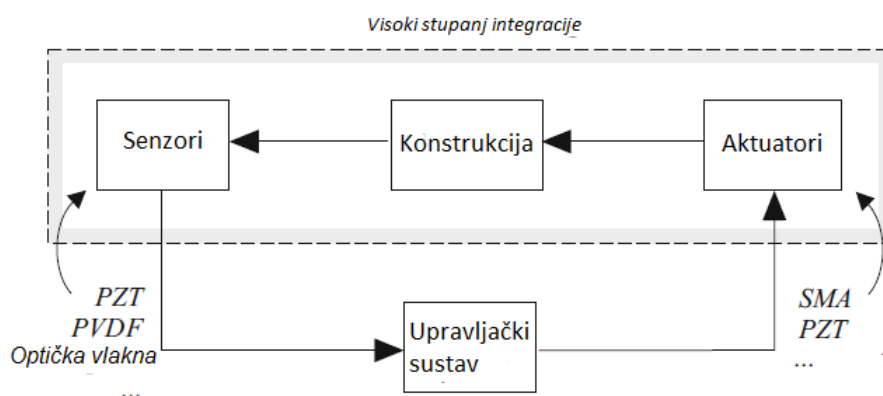 Visoki stupanj integracije
Senzori
Konstrukcija
Aktuatori
PZT
PVDF
Optička vlakna
...
Upravljački
sustav
SMA
PZT
...